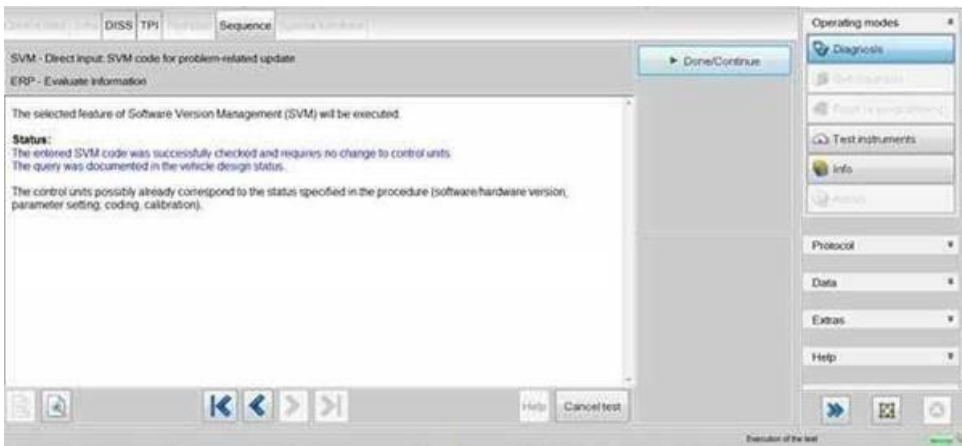 DISS
TPI
Sequence
Operating modes
SVM - Direct input: SVM code for problem-related update
Done/Continue
Diagnosis
ERP - Evaluate information
The selected feature of Software Version Management (SVM) will be executed.
Status:
The entered SVM code was successfully checked and requires no change to control units.
The query was documented in the vehicle design status.
Test instruments
Info
The control units possibly already correspond to the status specified in the procedure (software/hardware version,
parameter setting, coding, calibration).
Protocol
Data
Extras
Help
Help
Cancel test
Execution of the test